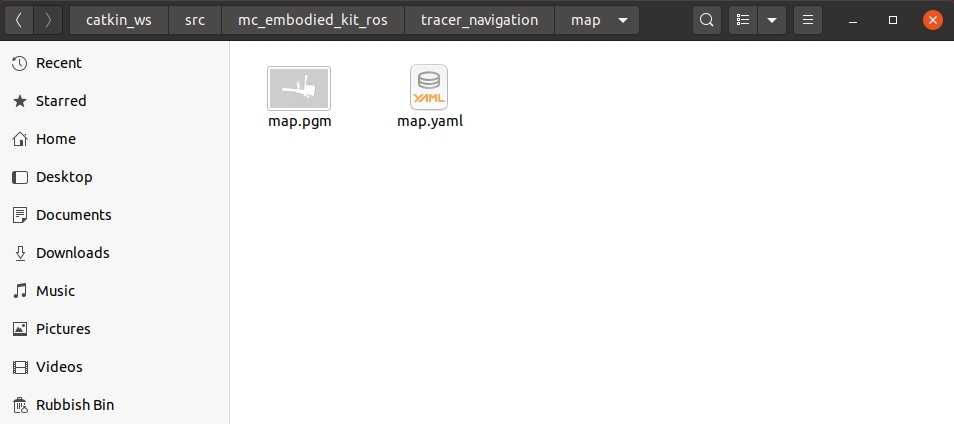 catkin_ws src mc_embodied_kit_ros tracer_navigation map
Recent
Starred
Home
Desktop
Documents
Downloads
Music
Pictures
Videos
Rubbish Bin
YAML
map.pgm map.yaml